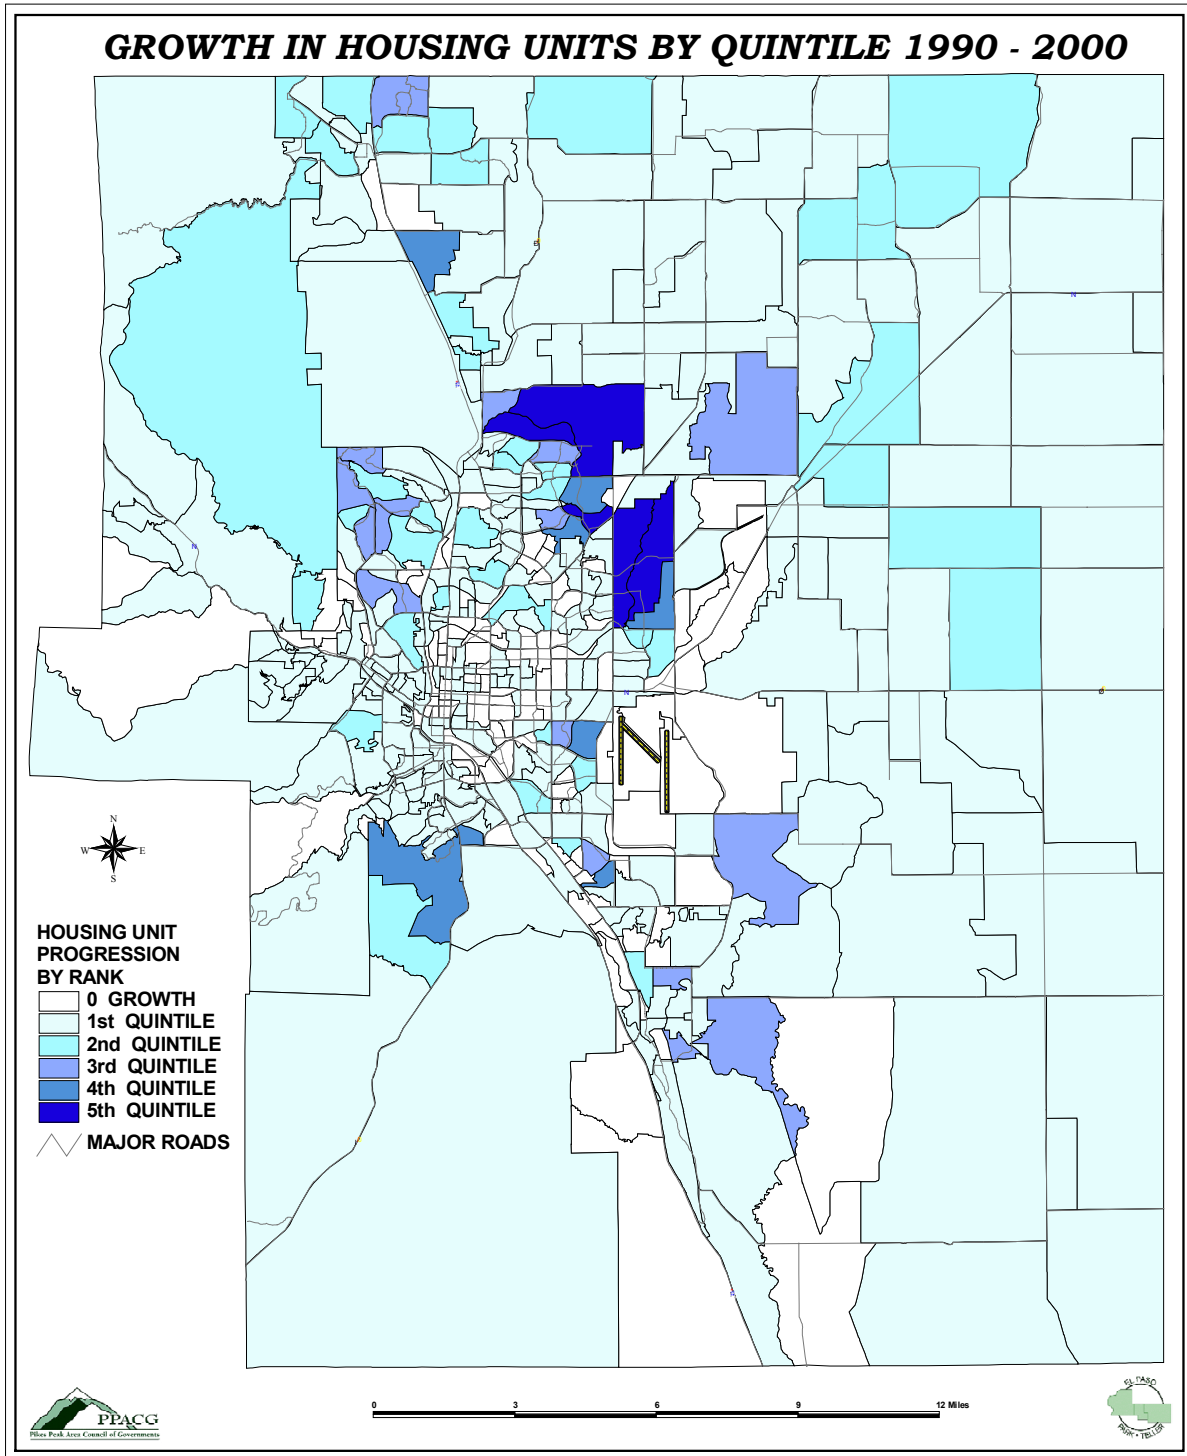 GROWTH IN HOUSING UNITS BY QUINTILE 1990 - 2000
N
W E
S
HOUSING UNIT
PROGRESSION
BY RANK
0 GROWTH
1st QUINTILE
2nd QUINTILE
3rd QUINTILE
4th QUINTILE
5th QUINTILE
MAJOR ROADS
PPACG
Pikes Peak Area Council of Governments
0 3 6 9 12 Miles
EL PASO
PARK • TELLER